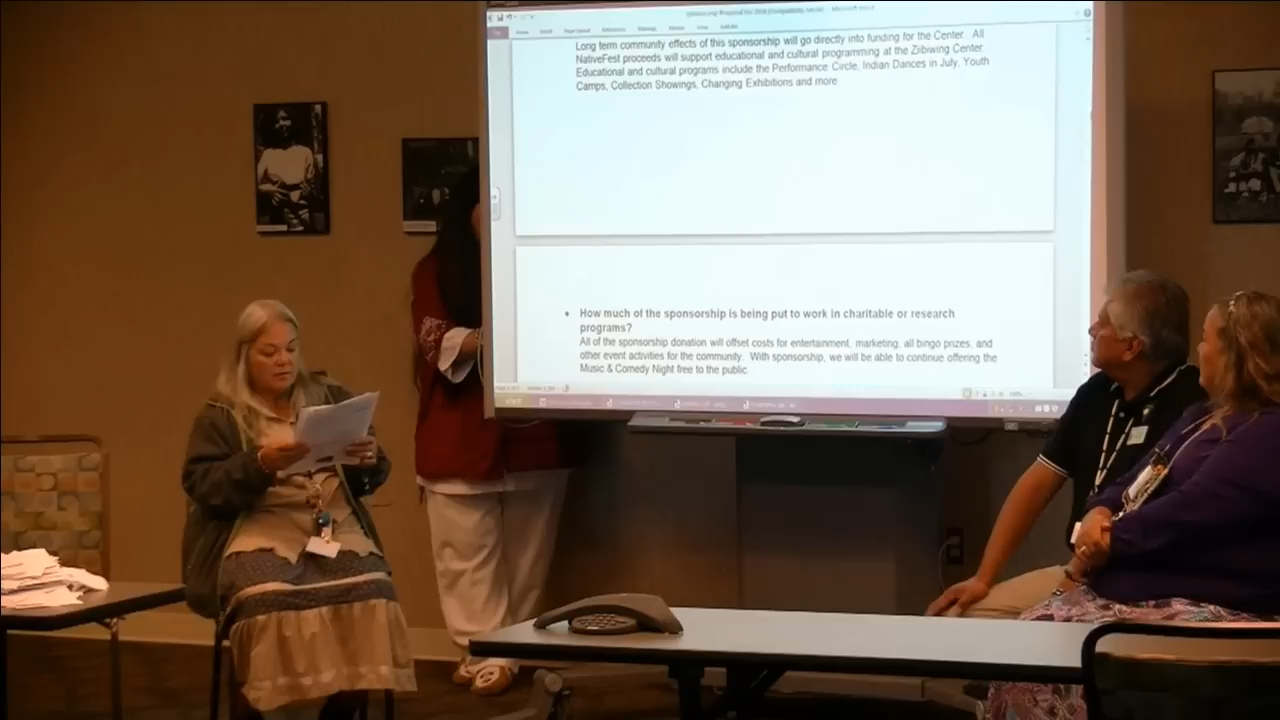 Long term community effects of this sponsorship will go directly into funding for the Center. All
NativeFest proceeds will support educational and cultural programming at the Ziibiwing Center.
Educational and cultural programs include the Performance Circle, Indian Dances in July, Youth
Camps, Collection Showings, Changing Exhibitions and more
• How much of the sponsorship is being put to work in charitable or research
programs?
All of the sponsorship donation will offset costs for entertainment, marketing, all bingo prizes, and
other event activities for the community. With sponsorship, we will be able to continue offering the
Music & Comedy Night free to the public